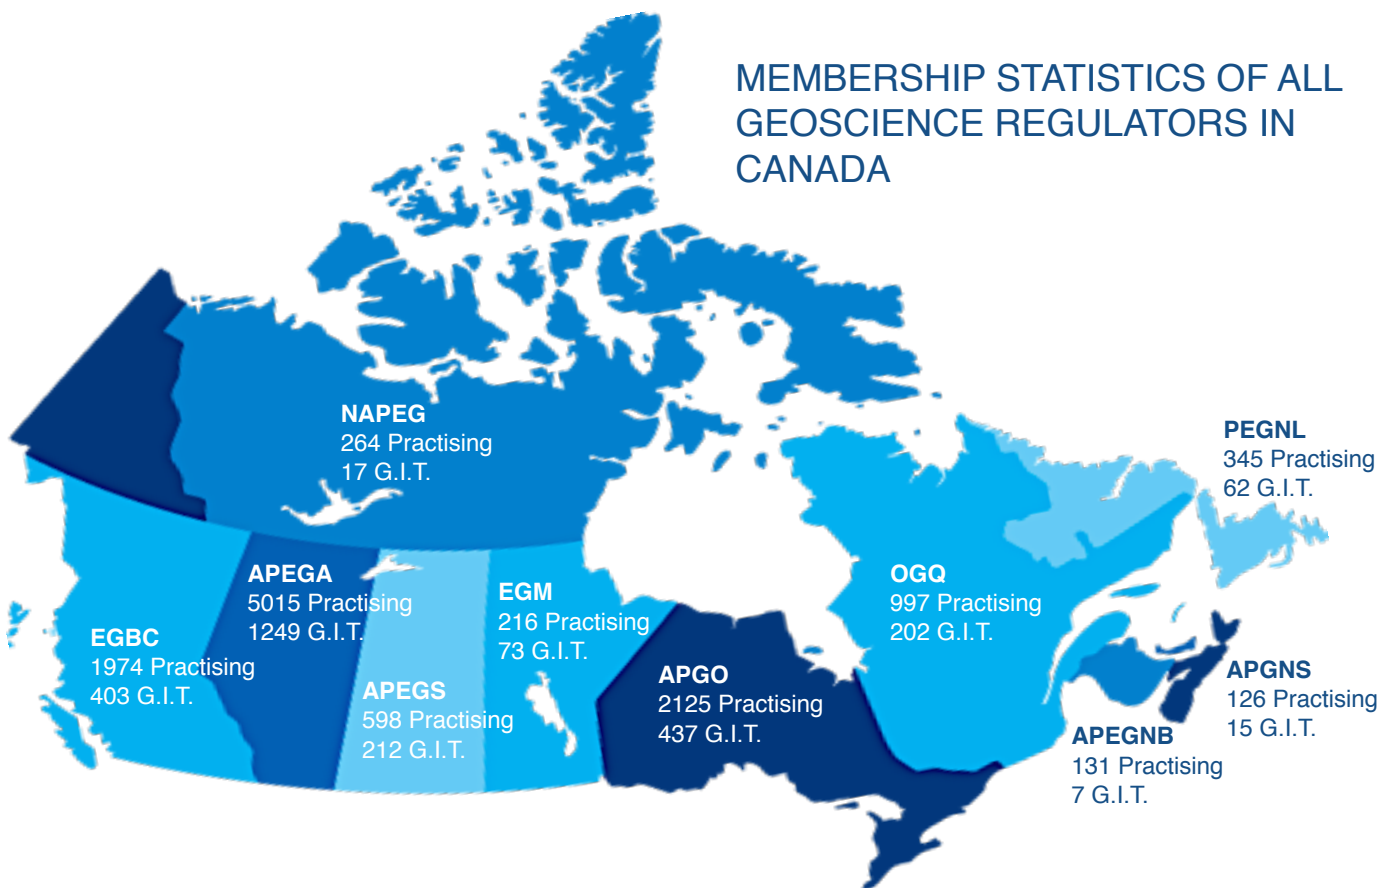 MEMBERSHIP STATISTICS OF ALL
GEOSCIENCE REGULATORS IN
CANADA
NAPEG
264 Practising
17 G.I.T.
PEGNL
345 Practising
62 G.I.T.
APEGA
5015 Practising
1249 G.I.T.
EGM
216 Practising
73 G.I.T.
OGQ
997 Practising
202 G.I.T.
EGBC
1974 Practising
403 G.I.T.
APEGS
598 Practising
212 G.I.T.
APGO
2125 Practising
437 G.I.T.
APGNS
126 Practising
15 G.I.T.
APEGNB
131 Practising
7 G.I.T.